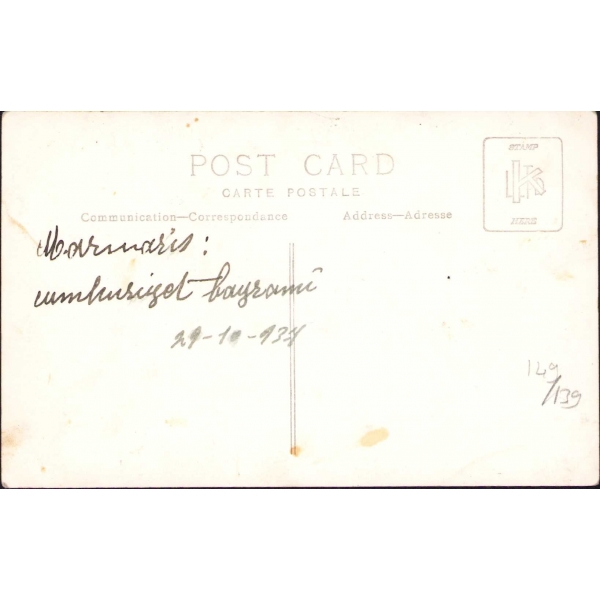 POST CARD
CARTE POSTALE
Communication—Correspondance Address—Adresse
STAMP
HERE
Marmaris:
cumhuriyet bayramı
29-10-934
149
/139